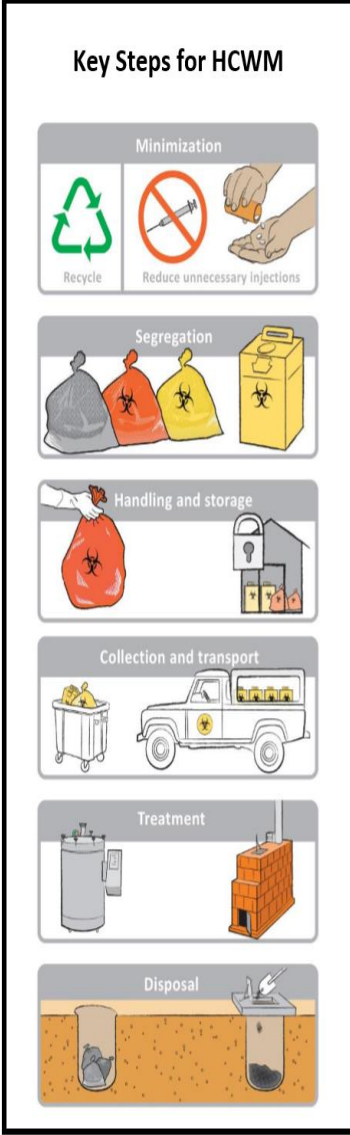 Key Steps for HCWM
Minimization
Recycle
Reduce unnecessary injections
Segregation
Handling and storage
Collection and transport
Treatment
Disposal